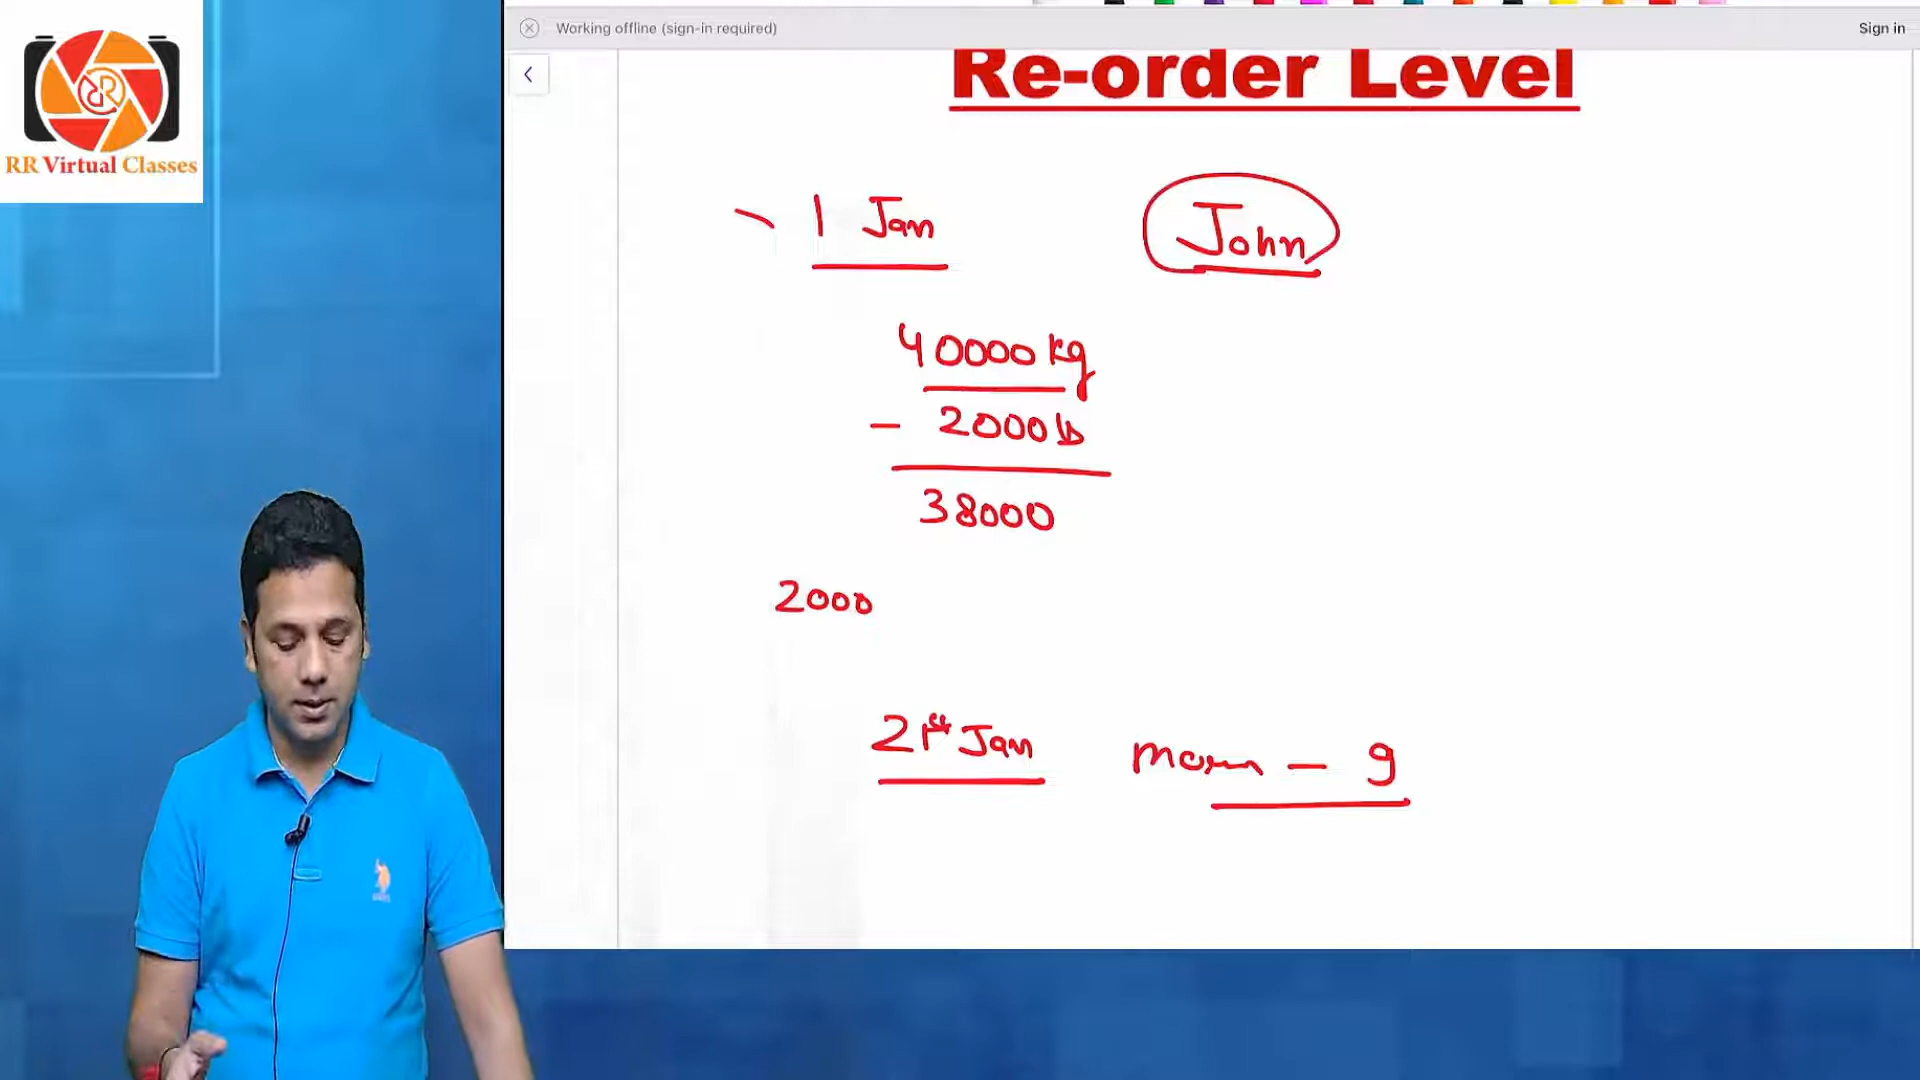 Working offline (sign-in required)
Sign in
RR Virtual Classes
Re-order Level
1 Jan
John
40000 kg
- 2000
38000
2000
21st Jan
- 9